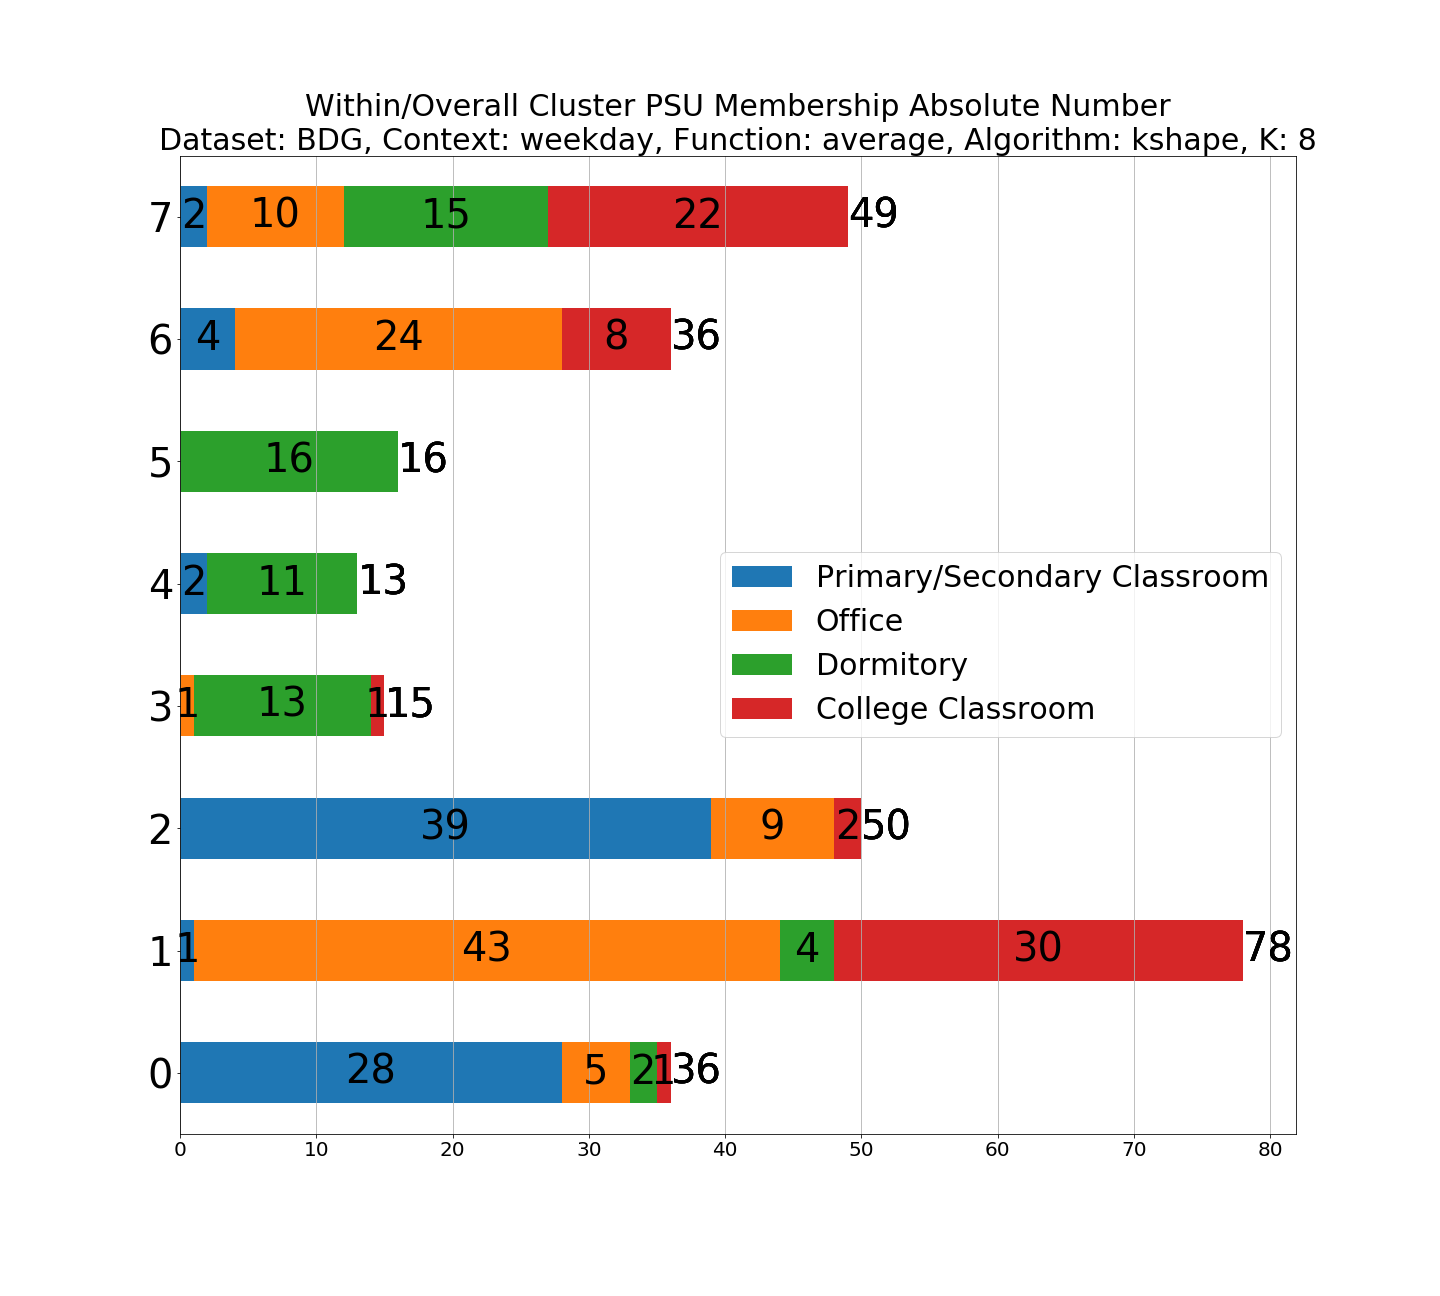 Within/Overall Cluster PSU Membership Absolute Number
Dataset: BDG, Context: weekday, Function: average, Algorithm: kshape, K: 8
7 2 10 15 22 49
6 4 24 8 36
5 16 16
4 2 11 13
3 1 13 1 15
2 39 9 2 50
1 1 43 4 30 78
0 28 5 2 1 36
Primary/Secondary Classroom
Office
Dormitory
College Classroom
0 10 20 30 40 50 60 70 80